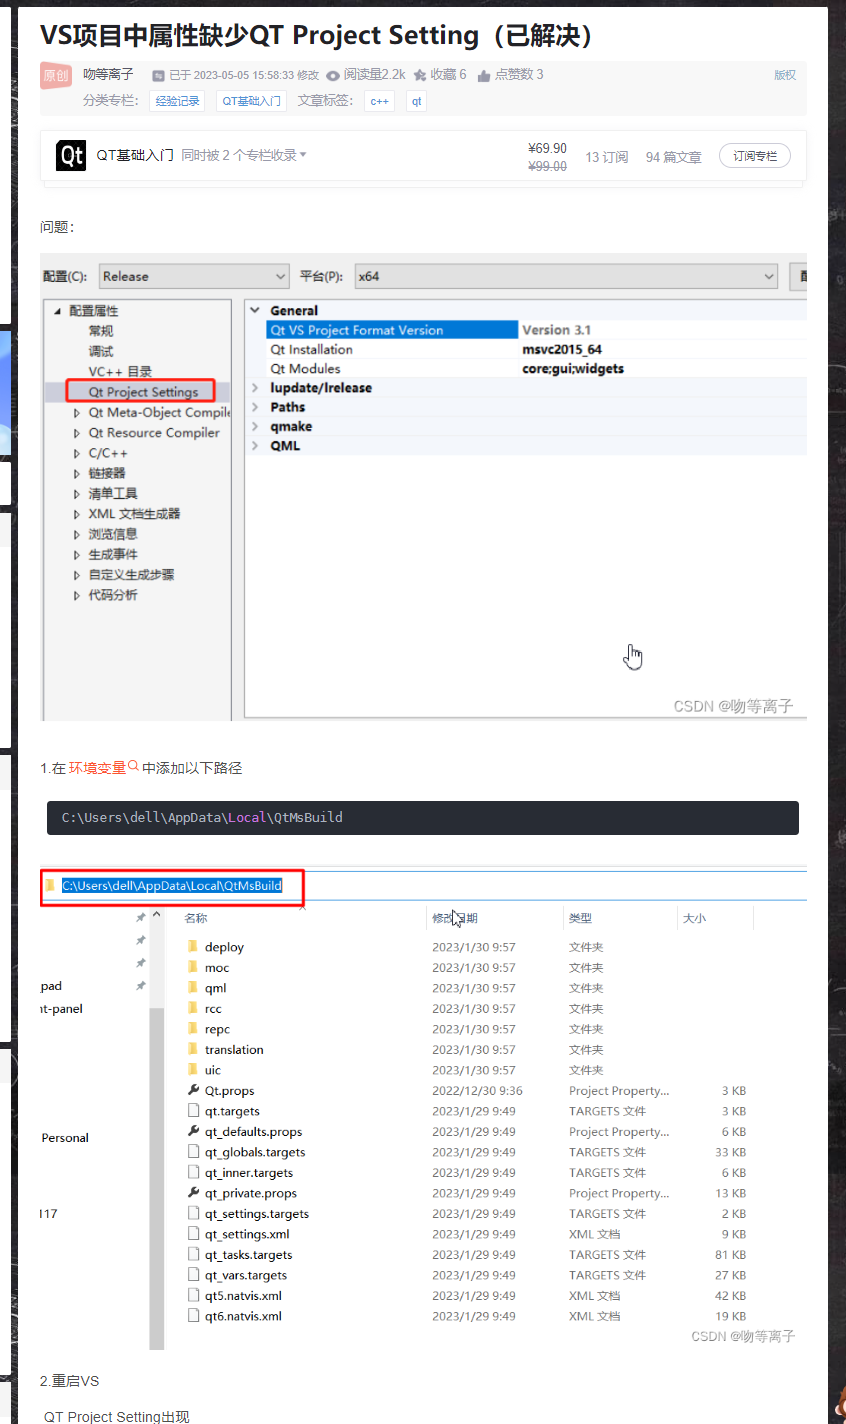 VS项目中属性缺少QT Project Setting（已解决）
原创 吻等离子 已于 2023-05-05 15:58:33 修改 阅读量2.2k 收藏 6 点赞数 3 版权
分类专栏： 经验记录 QT基础入门 文章标签： c++ qt
Qt QT基础入门 同时被 2 个专栏收录 ¥69.90 ¥99.00 13 订阅 94 篇文章 订阅专栏
问题：
配置(C): Release 平台(P): x64
配置属性
常规
调试
VC++ 目录
Qt Project Settings
Qt Meta-Object Compile
Qt Resource Compiler
C/C++
链接器
清单工具
XML 文档生成器
浏览信息
生成事件
自定义生成步骤
代码分析
General
Qt VS Project Format Version Version 3.1
Qt Installation msvc2015_64
Qt Modules core;gui;widgets
lupdate/lrelease
Paths
qmake
QML
CSDN @吻等离子
1.在 环境变量 中添加以下路径
C:\Users\dell\AppData\Local\QtMsBuild
C:\Users\dell\AppData\Local\QtMsBuild
名称 修改日期 类型 大小
deploy 2023/1/30 9:57 文件夹
moc 2023/1/30 9:57 文件夹
qml 2023/1/30 9:57 文件夹
rcc 2023/1/30 9:57 文件夹
repc 2023/1/30 9:57 文件夹
translation 2023/1/30 9:57 文件夹
uic 2023/1/30 9:57 文件夹
Qt.props 2022/12/30 9:36 Project Property... 3 KB
qt.targets 2023/1/29 9:49 TARGETS 文件 3 KB
qt_defaults.props 2023/1/29 9:49 Project Property... 6 KB
qt_globals.targets 2023/1/29 9:49 TARGETS 文件 33 KB
qt_inner.targets 2023/1/29 9:49 TARGETS 文件 6 KB
qt_private.props 2023/1/29 9:49 Project Property... 13 KB
qt_settings.targets 2023/1/29 9:49 TARGETS 文件 2 KB
qt_settings.xml 2023/1/29 9:49 XML 文档 9 KB
qt_tasks.targets 2023/1/29 9:49 TARGETS 文件 81 KB
qt_vars.targets 2023/1/29 9:49 TARGETS 文件 27 KB
qt5.natvis.xml 2023/1/29 9:49 XML 文档 42 KB
qt6.natvis.xml 2023/1/29 9:49 XML 文档 19 KB
pad
nt-panel
Personal
017
CSDN @吻等离子
2.重启VS
QT Project Setting出现